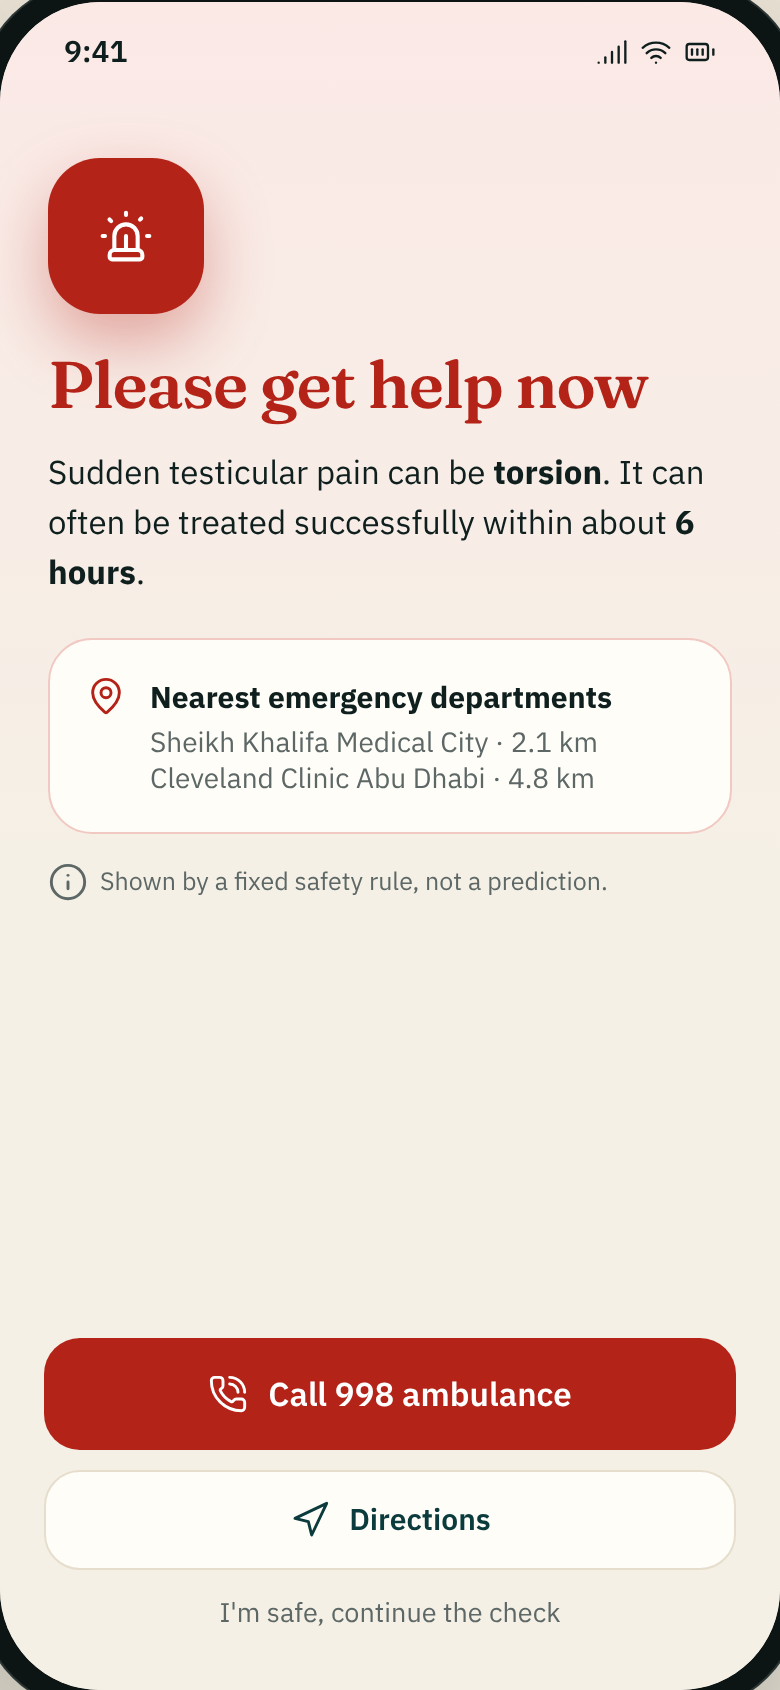 9:41
Please get help now
Sudden testicular pain can be torsion. It can
often be treated successfully within about 6
hours.
Nearest emergency departments
Sheikh Khalifa Medical City · 2.1 km
Cleveland Clinic Abu Dhabi · 4.8 km
Shown by a fixed safety rule, not a prediction.
Call 998 ambulance
Directions
I'm safe, continue the check